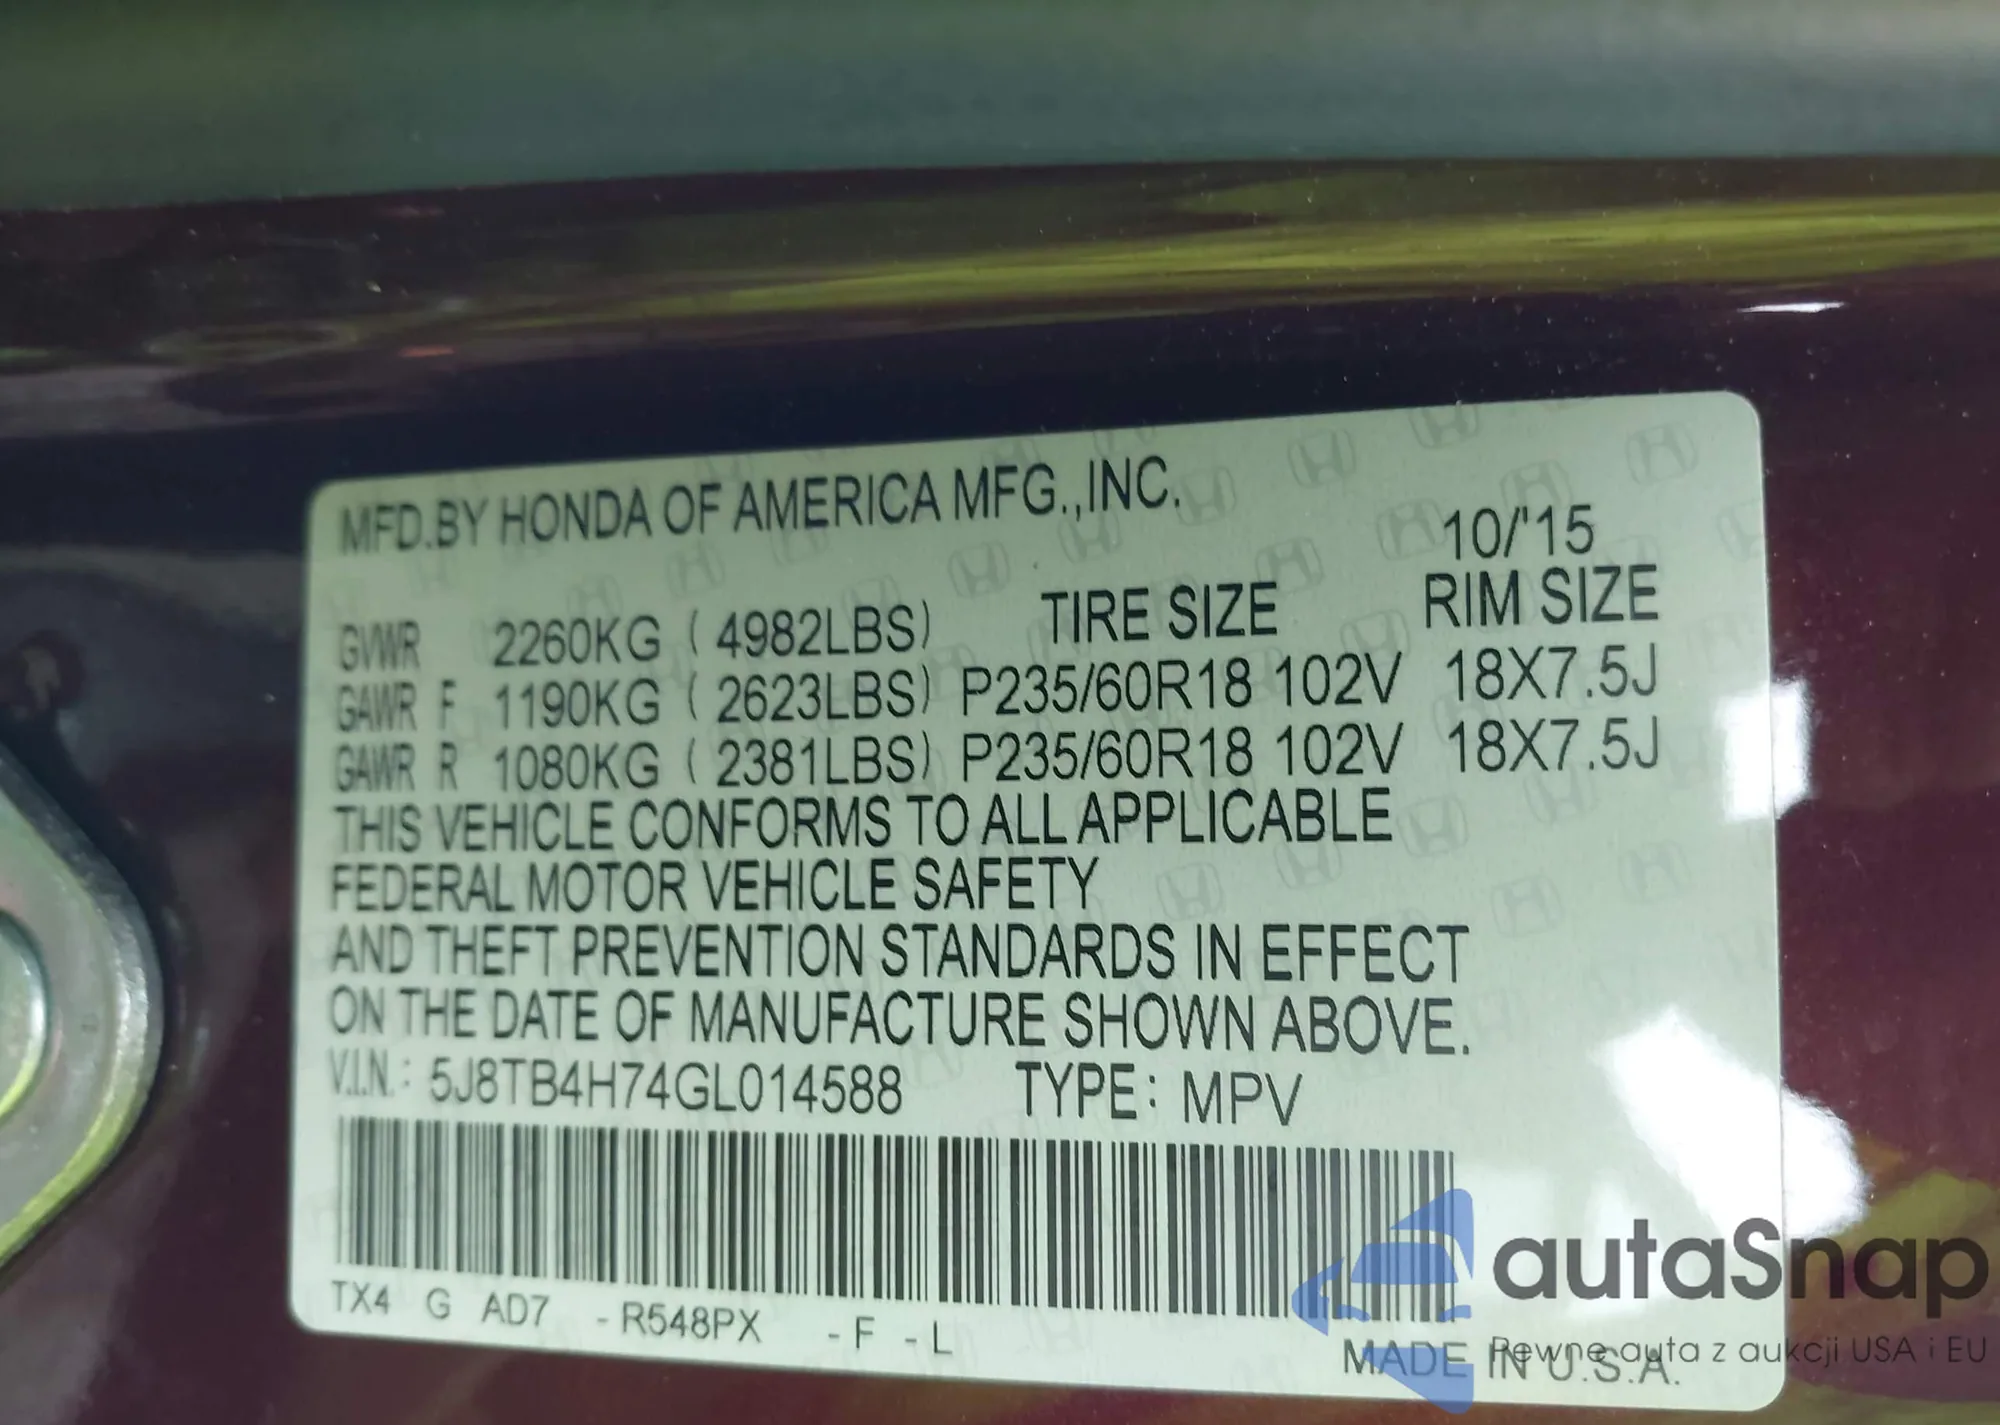 MFD.BY HONDA OF AMERICA MFG.,INC.
10/'15
GVWR 2260KG ( 4982LBS) TIRE SIZE RIM SIZE
GAWR F 1190KG ( 2623LBS) P235/60R18 102V 18X7.5J
GAWR R 1080KG ( 2381LBS) P235/60R18 102V 18X7.5J
THIS VEHICLE CONFORMS TO ALL APPLICABLE
FEDERAL MOTOR VEHICLE SAFETY
AND THEFT PREVENTION STANDARDS IN EFFECT
ON THE DATE OF MANUFACTURE SHOWN ABOVE.
V.I.N.: 5J8TB4H74GL014588 TYPE: MPV
TX4 G AD7 -R548PX -F -L
MADE IN U.S.A.
autaSnap
Pewne auta z aukcji USA i EU